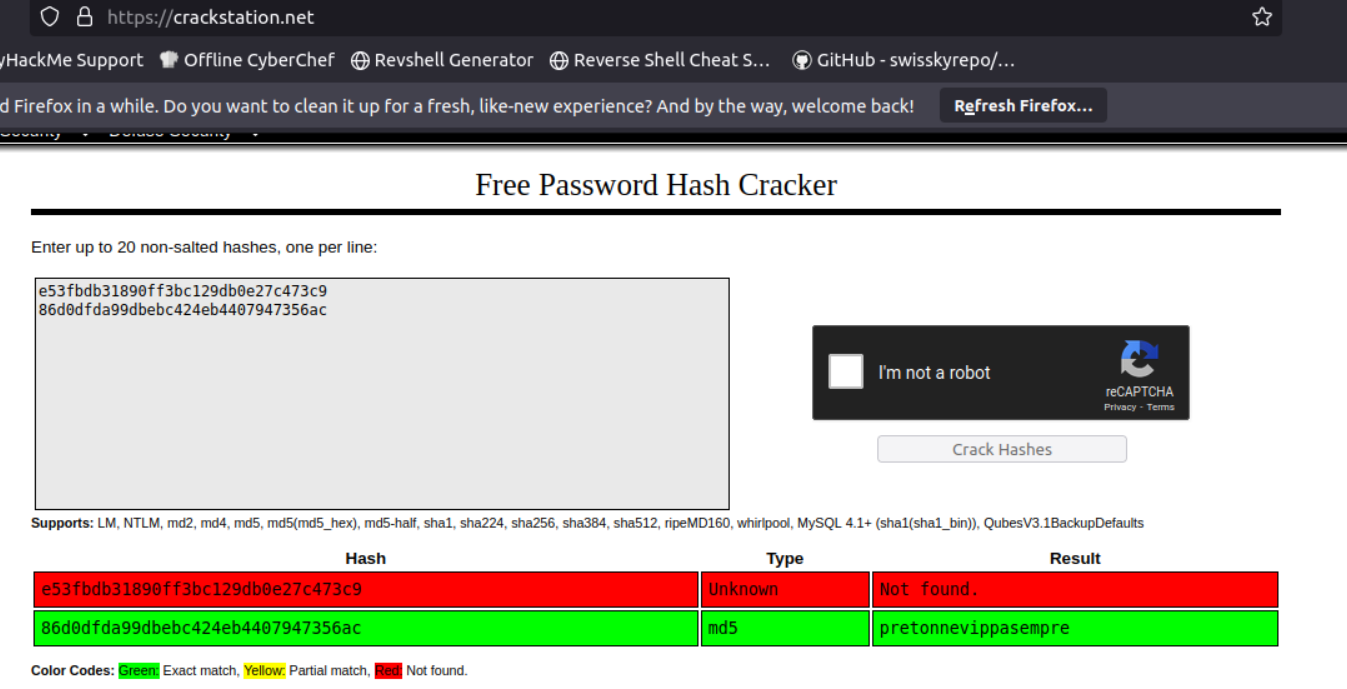 https://crackstation.net
yHackMe Support Offline CyberChef Revshell Generator Reverse Shell Cheat S... GitHub - swisskyrepo/...
d Firefox in a while. Do you want to clean it up for a fresh, like-new experience? And by the way, welcome back! Refresh Firefox...
Free Password Hash Cracker
Enter up to 20 non-salted hashes, one per line:
e53fbdb31890ff3bc129db0e27c473c9
86d0dfda99dbebc424eb4407947356ac
I'm not a robot
reCAPTCHA
Privacy - Terms
Crack Hashes
Supports: LM, NTLM, md2, md4, md5, md5(md5_hex), md5-half, sha1, sha224, sha256, sha384, sha512, ripeMD160, whirlpool, MySQL 4.1+ (sha1(sha1_bin)), QubesV3.1BackupDefaults
Hash Type Result
e53fbdb31890ff3bc129db0e27c473c9 Unknown Not found.
86d0dfda99dbebc424eb4407947356ac md5 pretonnevippasempre
Color Codes: Green: Exact match, Yellow: Partial match, Red: Not found.